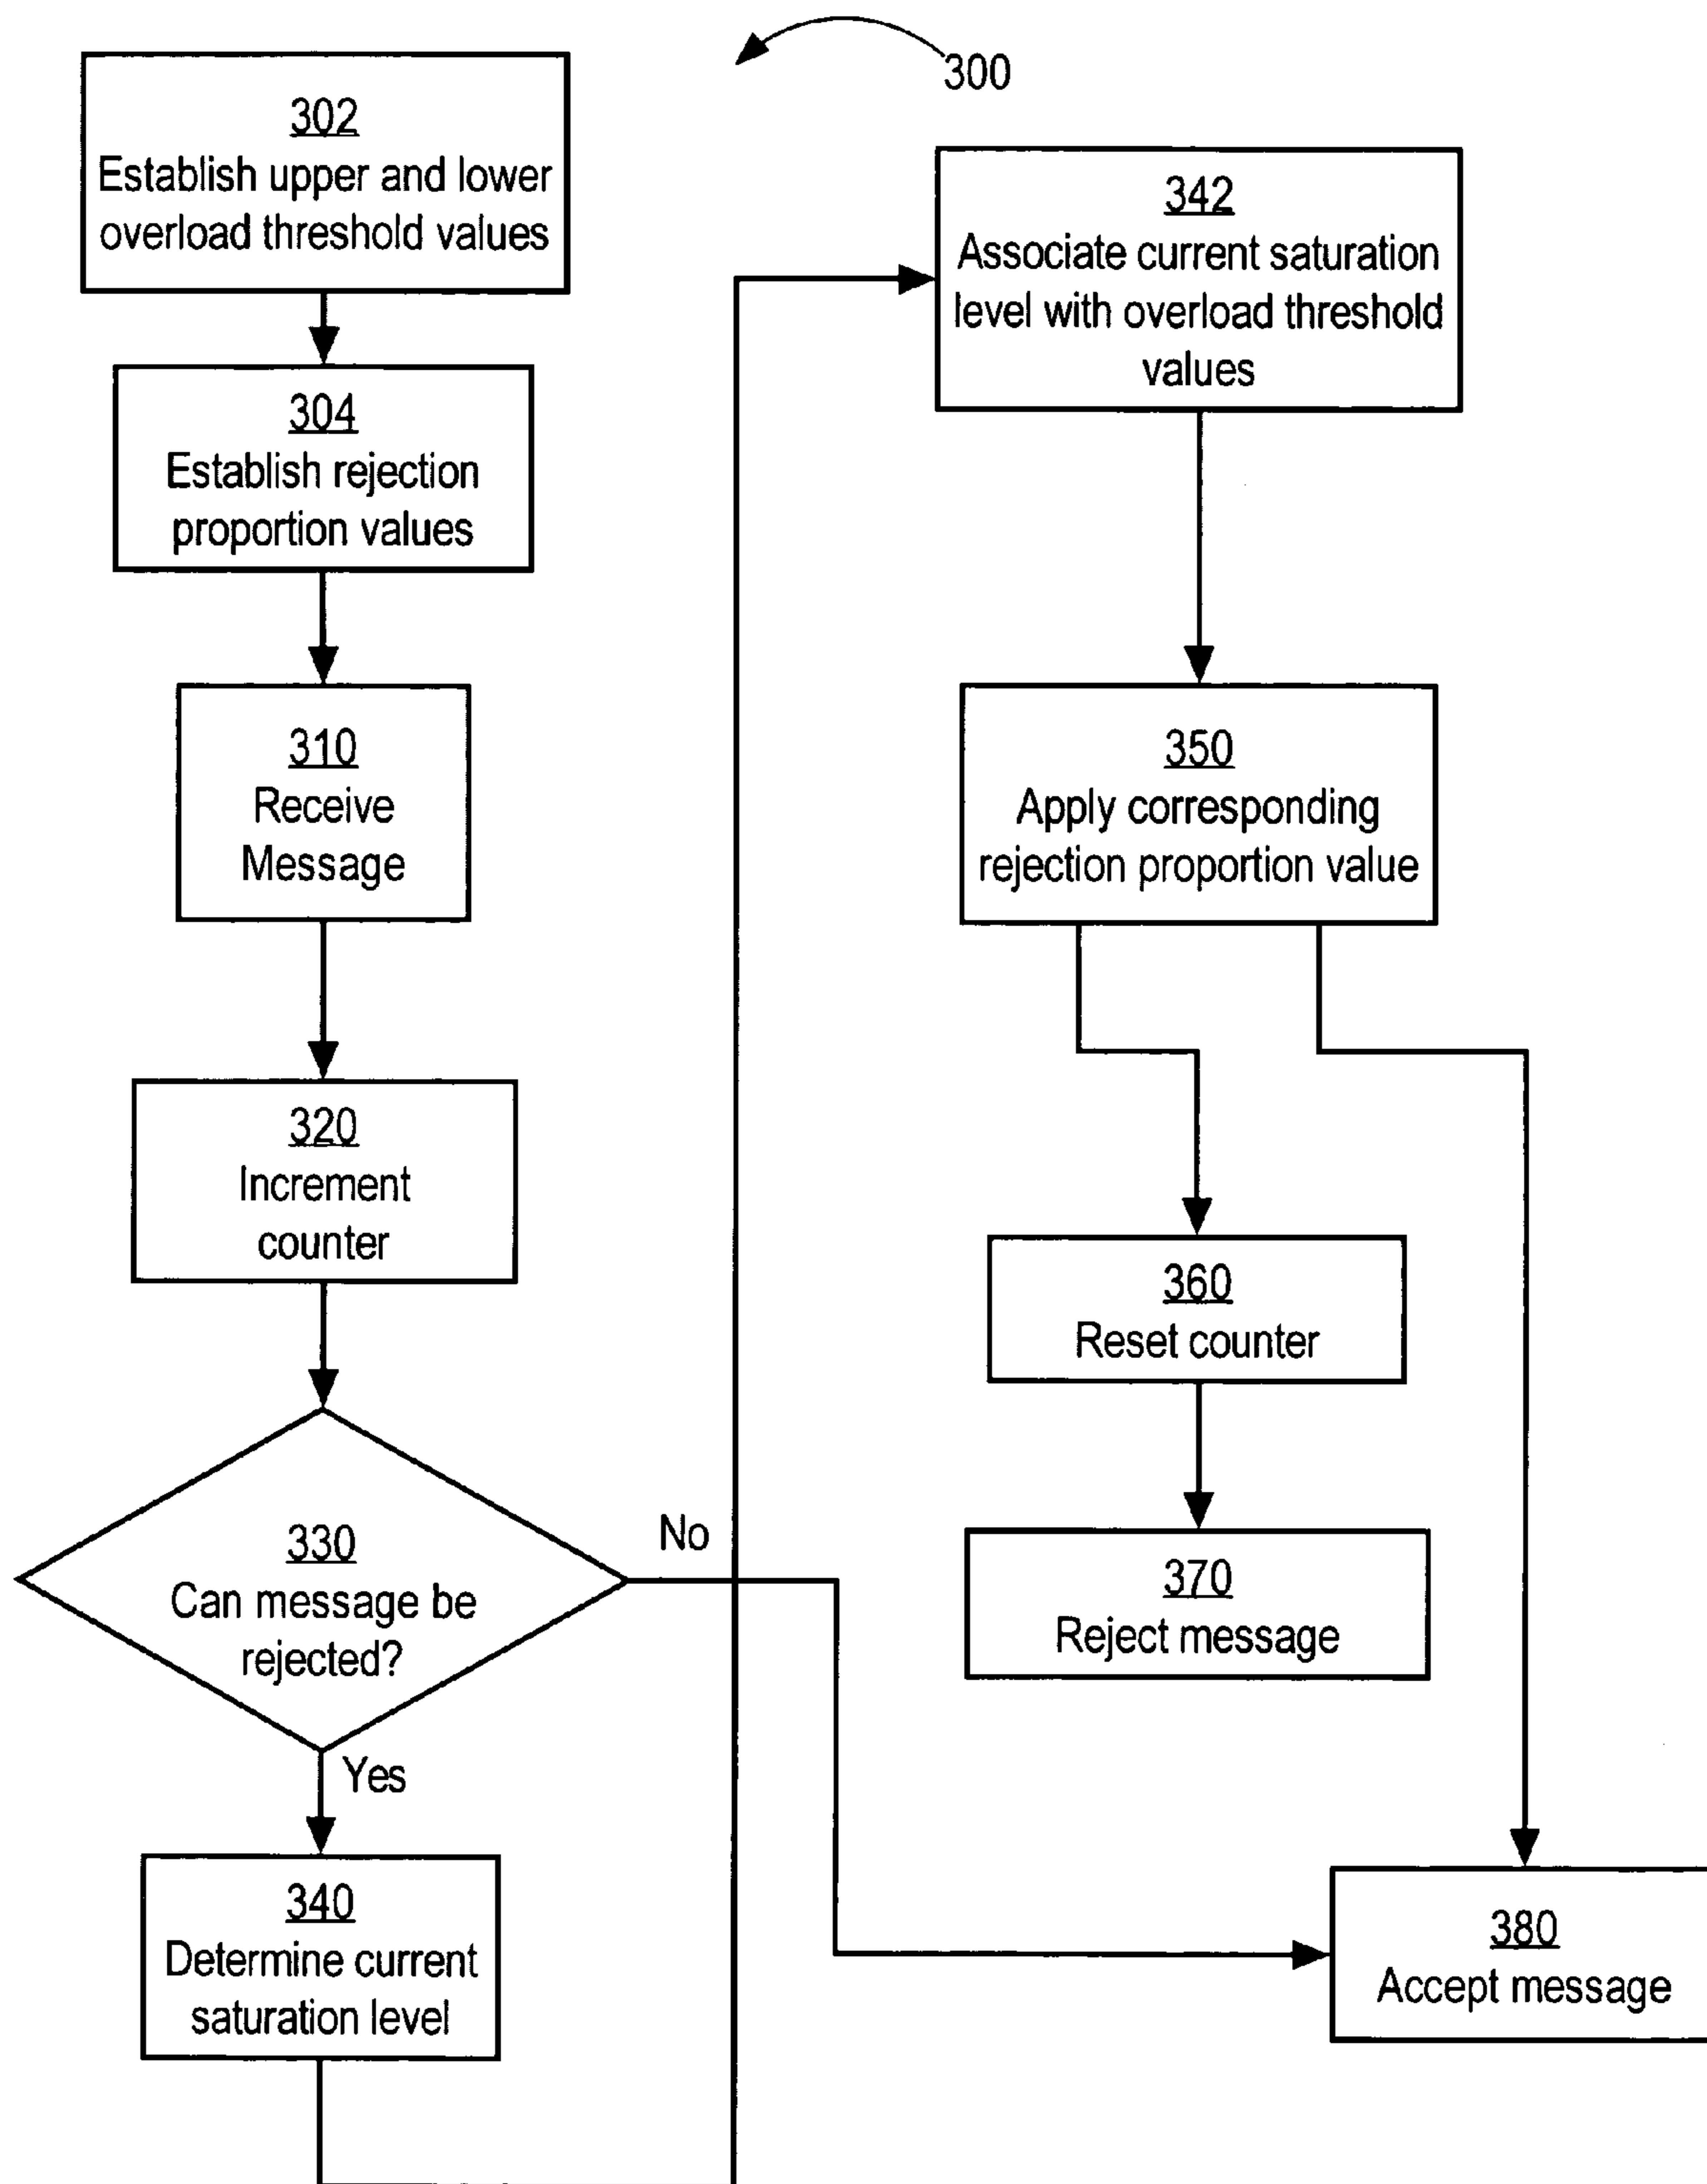 300
302
Establish upper and lower
overload threshold values
304
Establish rejection
proportion values
310
Receive
Message
320
Increment
counter
330
Can message be
rejected?
No
Yes
340
Determine current
saturation level
342
Associate current saturation
level with overload threshold
values
350
Apply corresponding
rejection proportion value
360
Reset counter
370
Reject message
380
Accept message